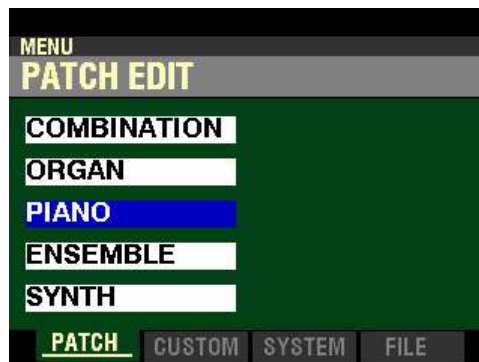 MENU
PATCH EDIT
COMBINATION
ORGAN
PIANO
ENSEMBLE
SYNTH
PATCH CUSTOM SYSTEM FILE